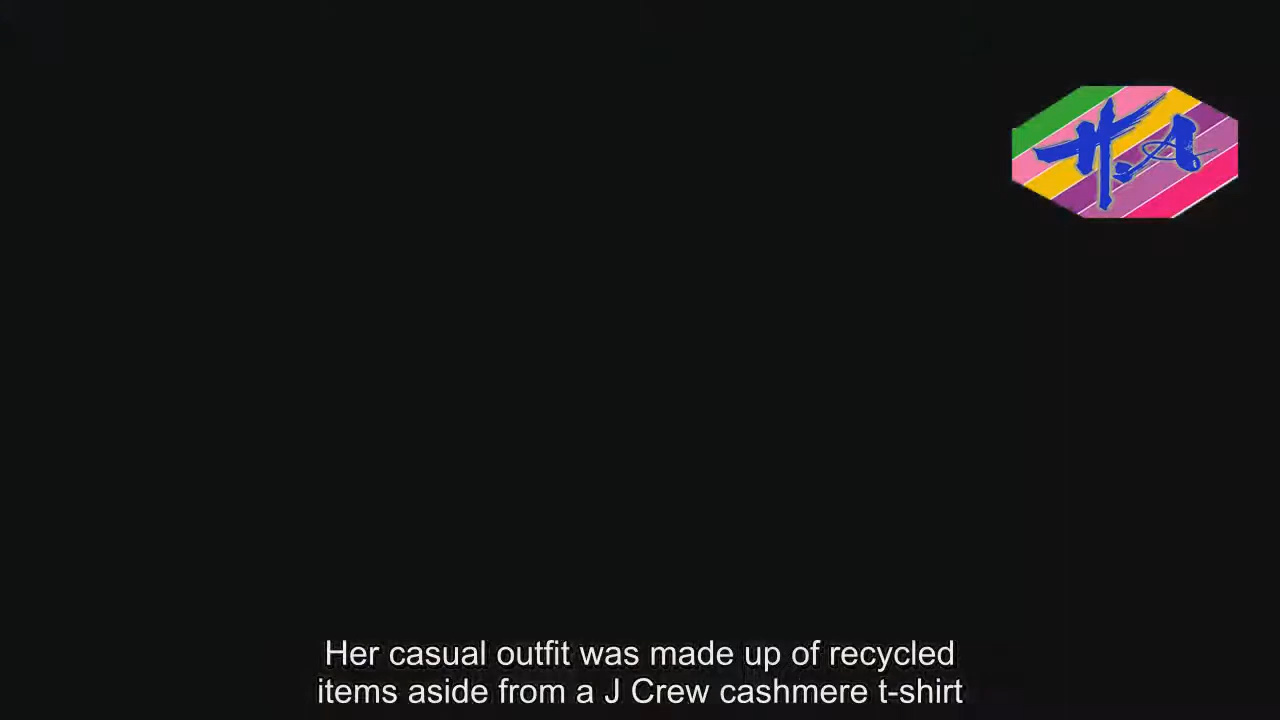 H.A
Her casual outfit was made up of recycled
items aside from a J Crew cashmere t-shirt